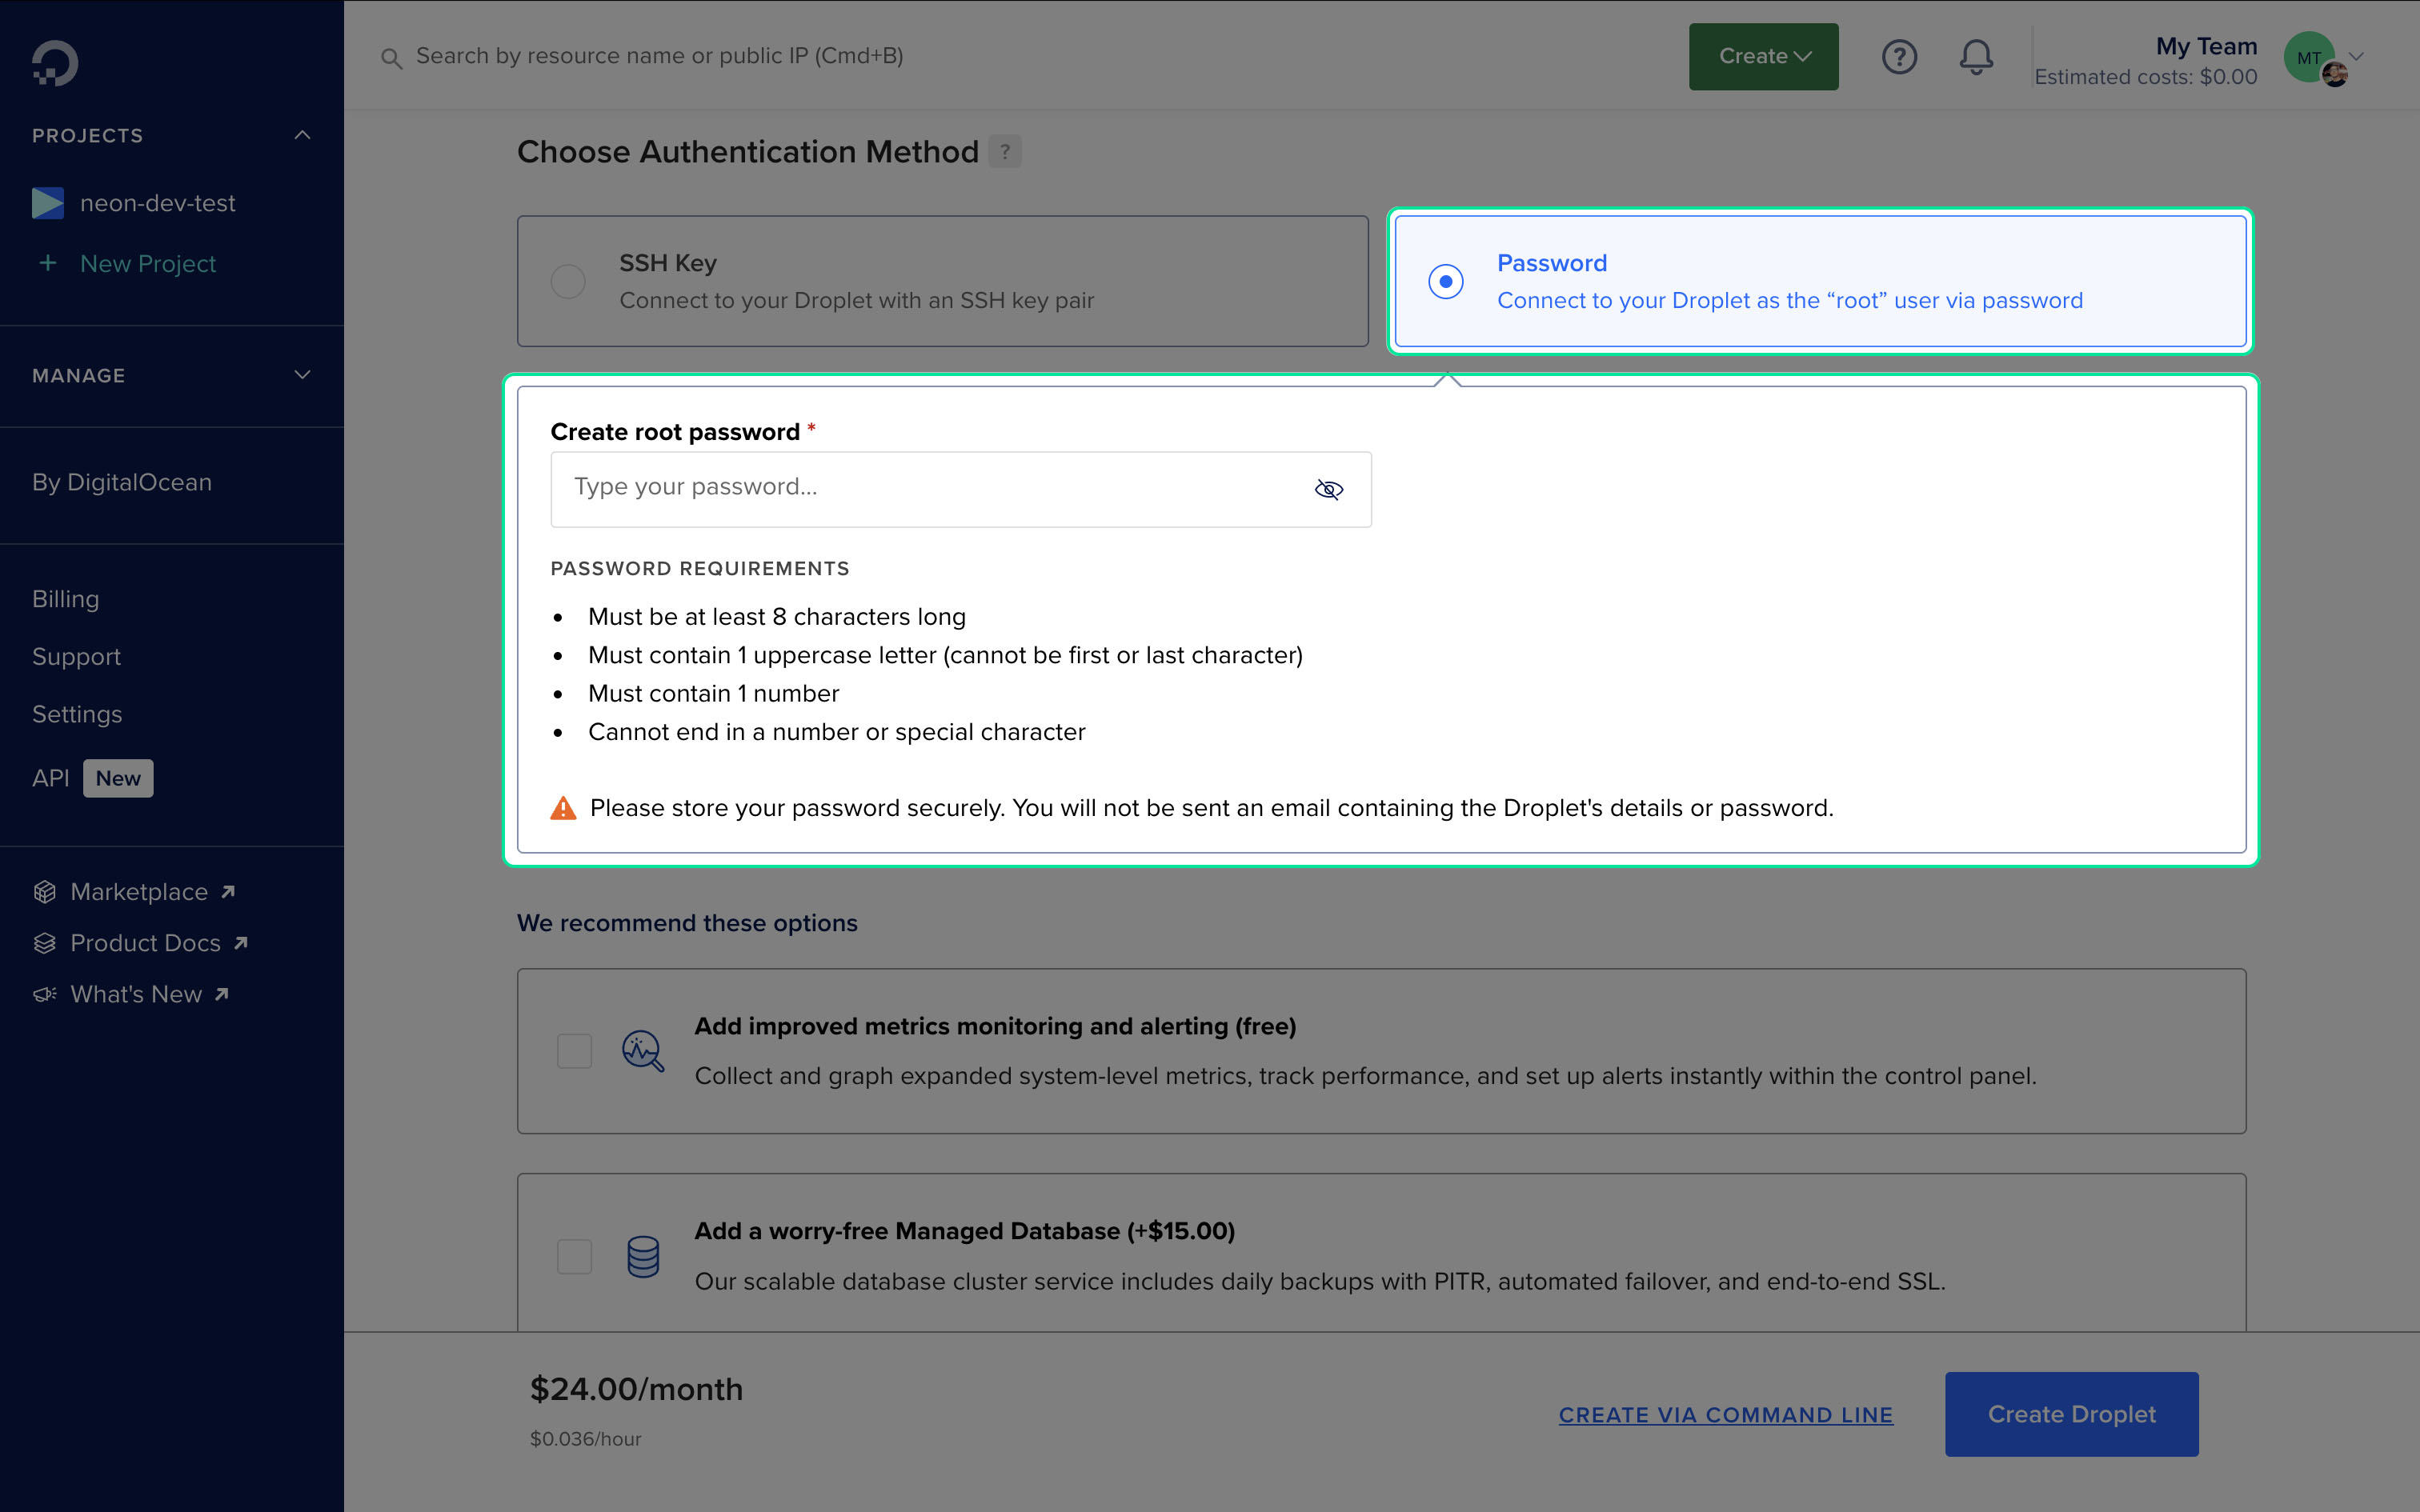 Search by resource name or public IP (Cmd+B)
Create
My Team
Estimated costs: $0.00
MT
PROJECTS
neon-dev-test
+ New Project
MANAGE
By DigitalOcean
Billing
Support
Settings
API New
Marketplace
Product Docs
What's New
Choose Authentication Method ?
SSH Key
Connect to your Droplet with an SSH key pair
Password
Connect to your Droplet as the “root” user via password
Create root password *
Type your password...
PASSWORD REQUIREMENTS
• Must be at least 8 characters long
• Must contain 1 uppercase letter (cannot be first or last character)
• Must contain 1 number
• Cannot end in a number or special character
Please store your password securely. You will not be sent an email containing the Droplet's details or password.
We recommend these options
Add improved metrics monitoring and alerting (free)
Collect and graph expanded system-level metrics, track performance, and set up alerts instantly within the control panel.
Add a worry-free Managed Database (+$15.00)
Our scalable database cluster service includes daily backups with PITR, automated failover, and end-to-end SSL.
$24.00/month
$0.036/hour
CREATE VIA COMMAND LINE
Create Droplet